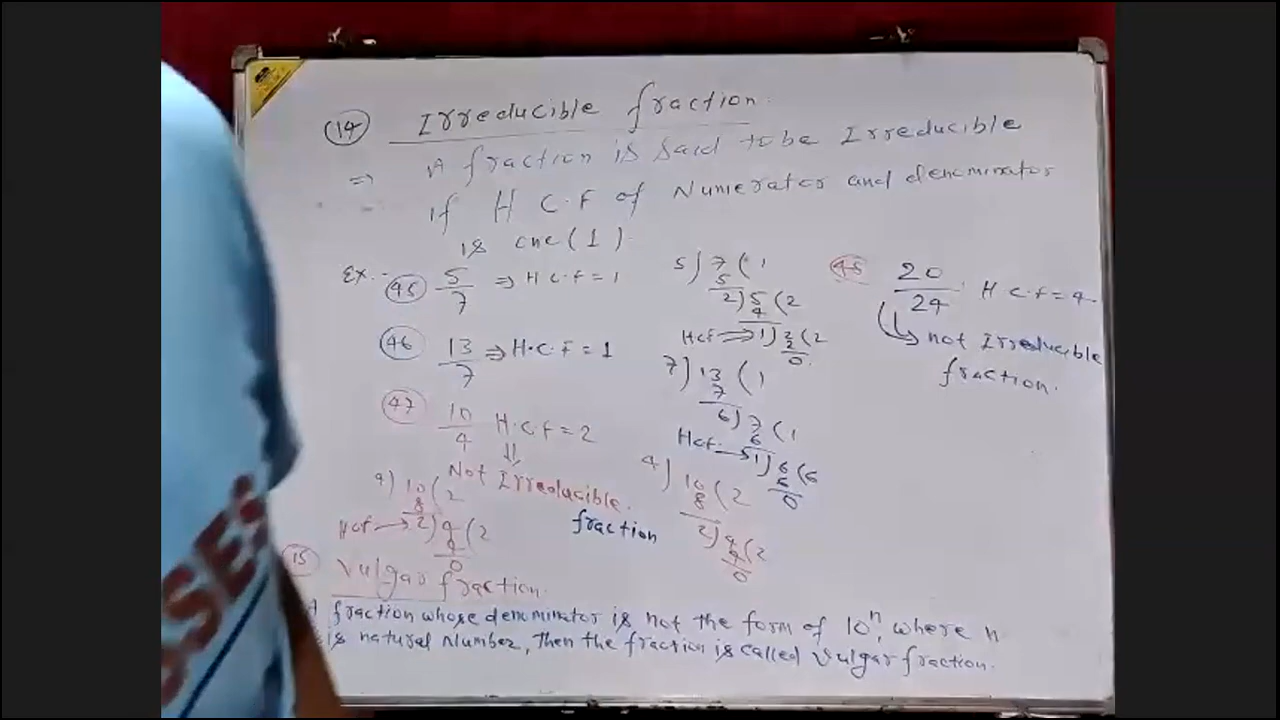 (14) Irreducible fraction.
⇒ A fraction is said to be Irreducible
if H C.F of Numerator and denominator
is one (1)
Ex:- (45) 5/7 ⇒ H C.F = 1
5) 7 (1
5
2) 5 (2
4
HCF ⇒ 1) 2 (2
2
0
(46) 13/7 ⇒ H.C.F = 1
7) 13 (1
7
6) 7 (1
6
HCF → 1) 6 (6
6
0
(47) 10/4 H.C.F = 2
⇓
Not Irreducible
fraction
4) 10 (2
8
HCF → 2) 4 (2
4
0
4) 10 (2
8
2) 4 (2
4
0
(48) 20/24 H C.F = 4
not Irreducible
fraction.
(15) Vulgar fraction.
A fraction whose denominator is not the form of 10ⁿ, where n
is natural Number, then the fraction is called Vulgar fraction.